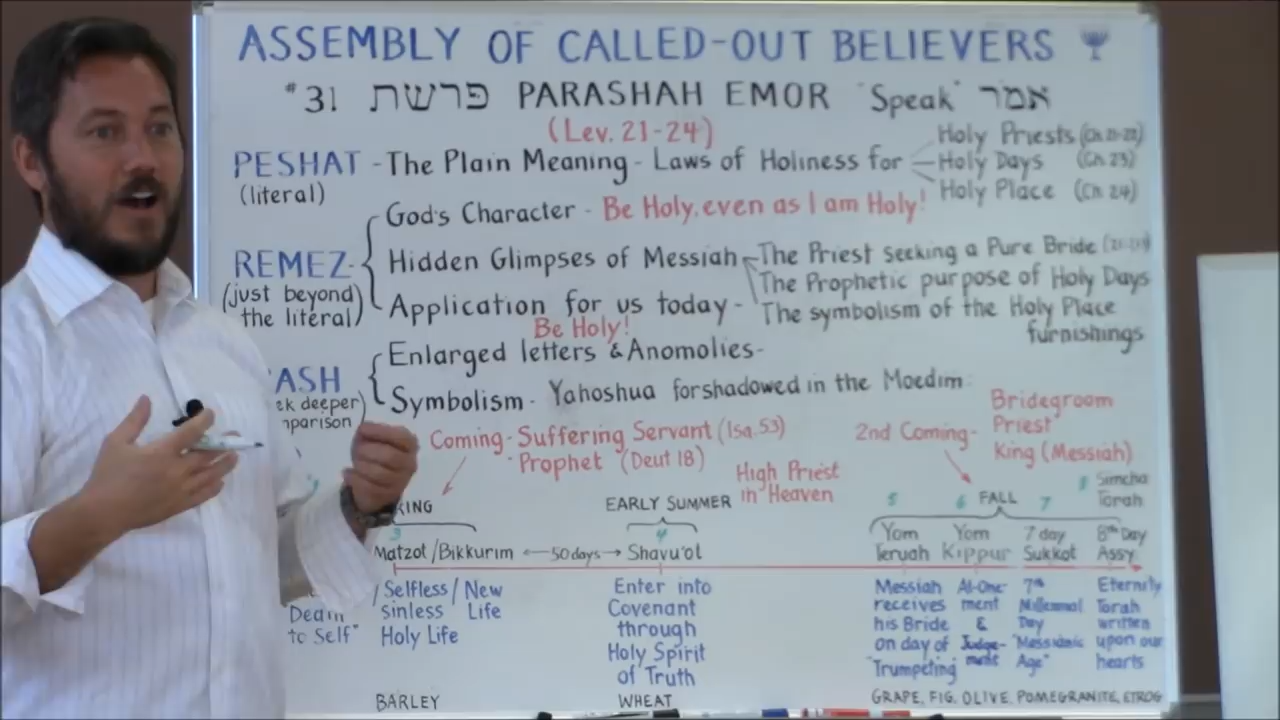 ASSEMBLY OF CALLED-OUT BELIEVERS
#31 פרשת PARASHAH EMOR "Speak" אמר
(Lev. 21-24)
PESHAT - The Plain Meaning - Laws of Holiness for
(literal)
Holy Priests (Ch 21-22)
Holy Days (Ch 23)
Holy Place (Ch 24)
God's Character - Be Holy, even as I am Holy!
REMEZ-
(just beyond)
the literal)
Hidden Glimpses of Messiah
The Priest seeking a Pure Bride
The Prophetic purpose of Holy Days
The symbolism of the Holy Place
furnishings
Application for us today -
Be Holy!
ASH
ek deeper)
nparison
Enlarged letters & Anomolies-
Symbolism - Yahoshua forshadowed in the Moedim
Coming - Suffering Servant (Isa. 53)
Prophet (Deut 18)
High Priest
in Heaven
2nd Coming-
Bridegroom
Priest
King (Messiah)
RING
3
Matzot/Bikkurim <—50days—> Shavu'ot
EARLY SUMMER
4
5
6 FALL 7
8 Simcha
Torah
Yom
Teruah
Yom
Kippur
7 day
Sukkot
8th Day
Assy.
Death
to Self"
/Selfless/
sinless
Holy Life
New
Life
Enter into
Covenant
through
Holy Spirit
of Truth
Messiah
receives
his Bride
on day of
"Trumpeting
At-One-
ment
&
Judge-
ment
7th
Millennal
Day
"Messianic
Age"
Eternity
Torah
written
upon our
hearts
BARLEY
WHEAT
GRAPE, FIG, OLIVE, POMEGRANITE, ETROG